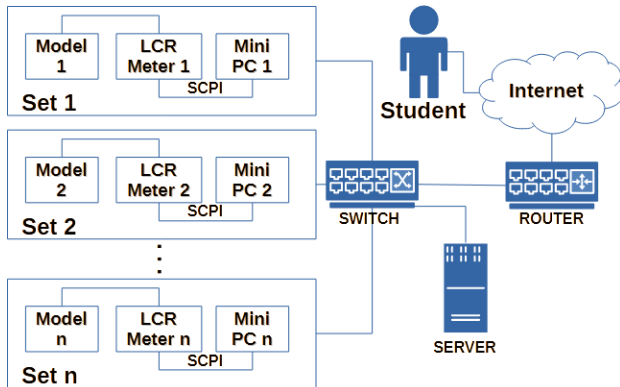 Model
1
LCR
Meter 1
Mini
PC 1
SCPI
Set 1
Student
Internet
Model
2
LCR
Meter 2
Mini
PC 2
SCPI
Set 2
SWITCH
ROUTER
SERVER
Model
n
LCR
Meter n
Mini
PC n
SCPI
Set n